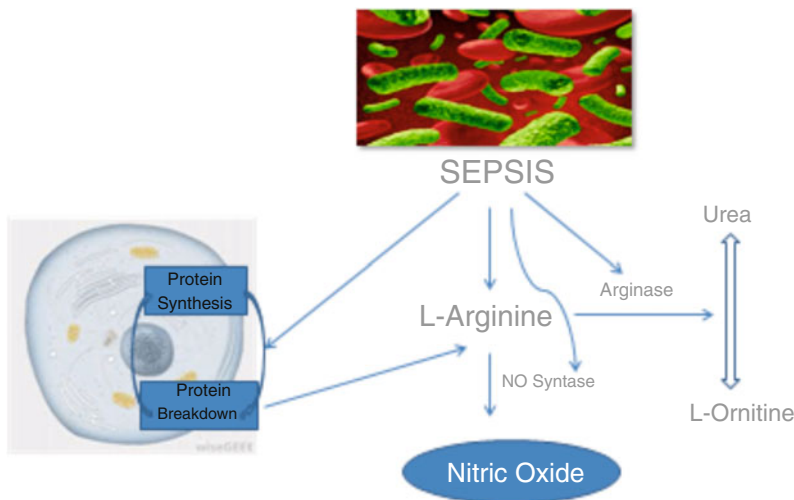 SEPSIS
Urea
Protein
Synthesis
Arginase
L-Arginine
Protein
Breakdown
NO Syntase
L-Ornitine
wiseGEEK
Nitric Oxide